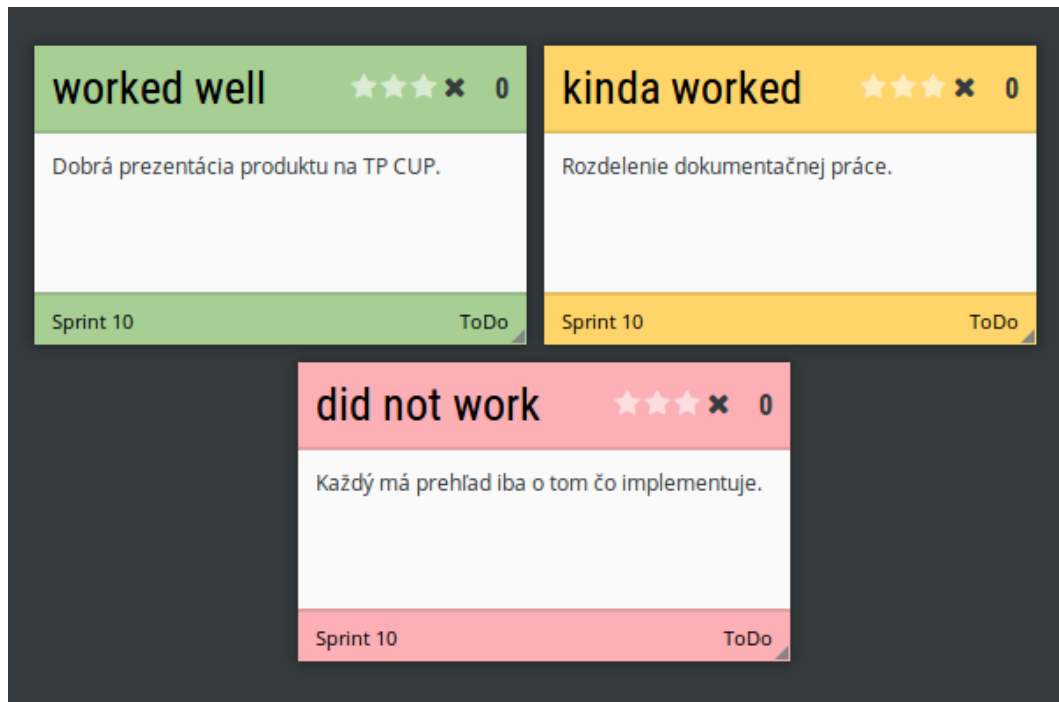 worked well 0
Dobrá prezentácia produktu na TP CUP.
Sprint 10 ToDo
kinda worked 0
Rozdelenie dokumentačnej práce.
Sprint 10 ToDo
did not work 0
Každý má prehľad iba o tom čo implementuje.
Sprint 10 ToDo